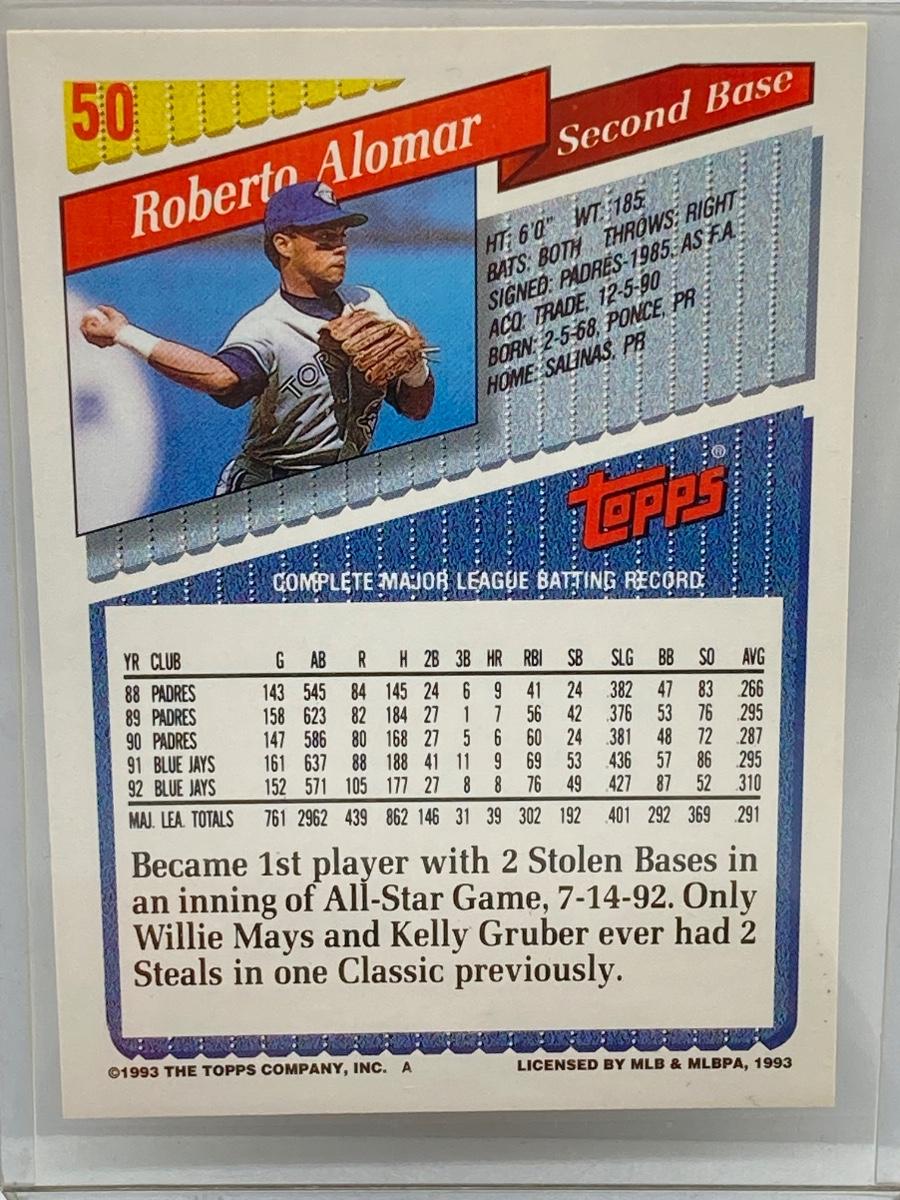 50
Roberto Alomar
Second Base
HT: 6'0" WT: 185
BATS: BOTH THROWS: RIGHT
SIGNED: PADRES-1985, AS F.A.
ACQ: TRADE, 12-5-90
BORN: 2-5-68, PONCE, PR
HOME: SALINAS, PR
TOR
topps®
COMPLETE MAJOR LEAGUE BATTING RECORD
YR CLUB G AB R H 2B 3B HR RBI SB SLG BB SO AVG
88 PADRES 143 545 84 145 24 6 9 41 24 .382 47 83 .266
89 PADRES 158 623 82 184 27 1 7 56 42 .376 53 76 .295
90 PADRES 147 586 80 168 27 5 6 60 24 .381 48 72 .287
91 BLUE JAYS 161 637 88 188 41 11 9 69 53 .436 57 86 .295
92 BLUE JAYS 152 571 105 177 27 8 8 76 49 .427 87 52 .310
MAJ. LEA. TOTALS 761 2962 439 862 146 31 39 302 192 .401 292 369 .291
Became 1st player with 2 Stolen Bases in
an inning of All-Star Game, 7-14-92. Only
Willie Mays and Kelly Gruber ever had 2
Steals in one Classic previously.
©1993 THE TOPPS COMPANY, INC. A
LICENSED BY MLB & MLBPA, 1993